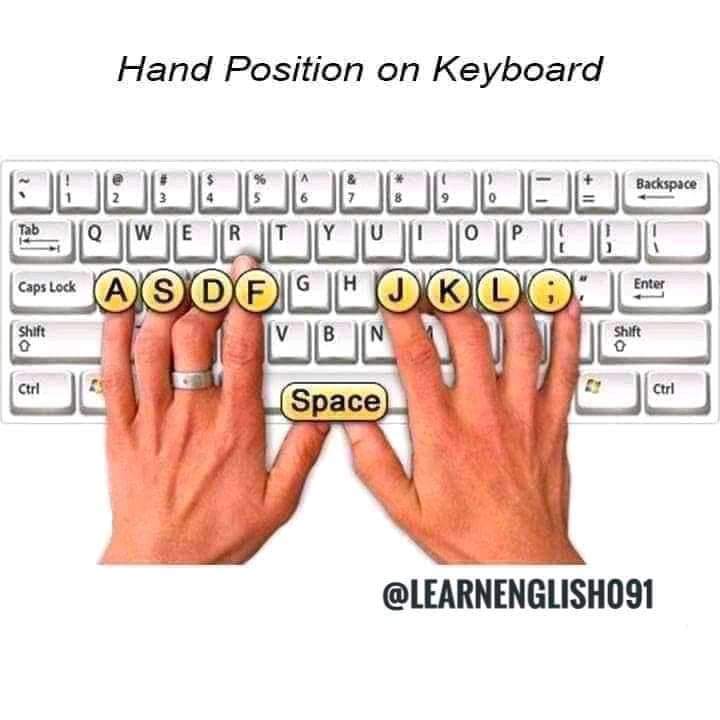 Hand Position on Keyboard
~ ! @ # $ % ^ & * ( ) — + Backspace
` 1 2 3 4 5 6 7 8 9 0 – =
Tab Q W E R T Y U I O P { } |
[ ] \
Caps Lock A S D F G H J K L ; " Enter
'
Shift V B N Shift
Ctrl Space Ctrl
@LEARNENGLISH091